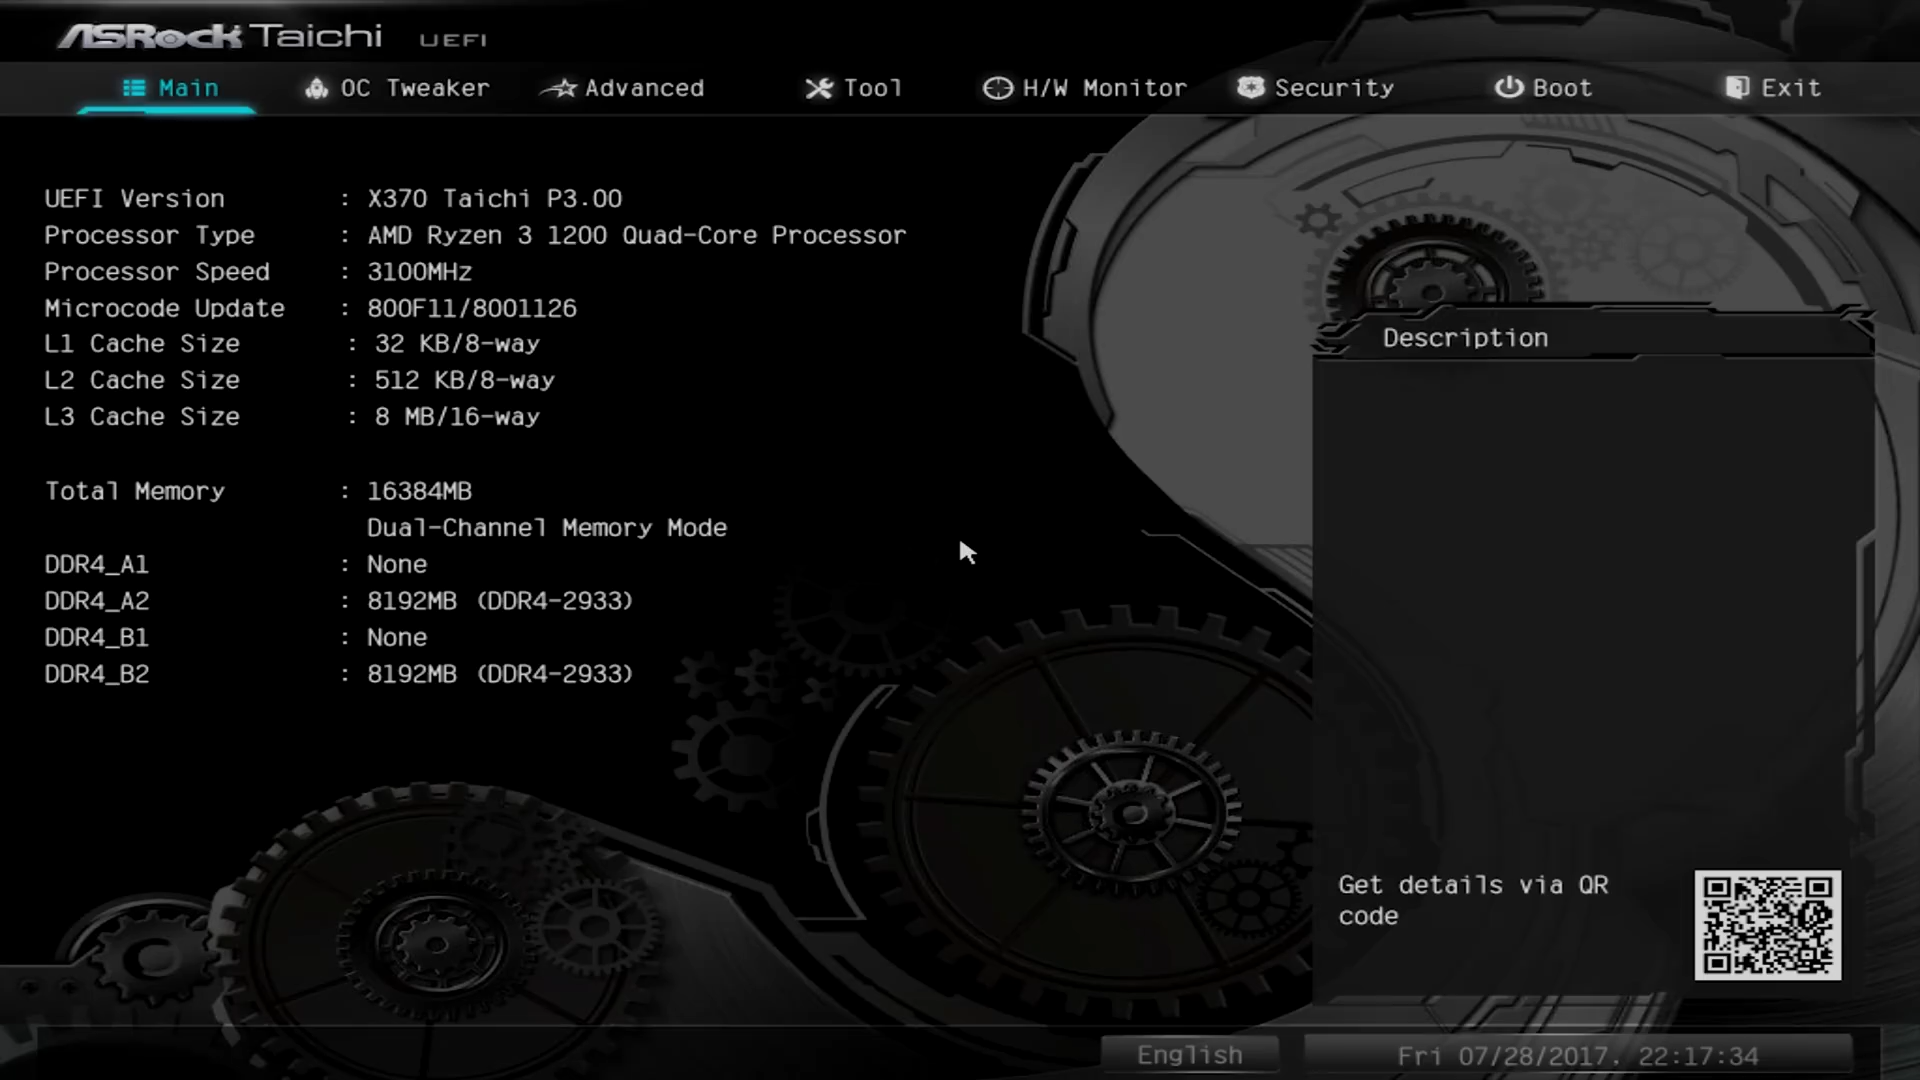 ASRock Taichi UEFI
Main OC Tweaker Advanced Tool H/W Monitor Security Boot Exit
UEFI Version : X370 Taichi P3.00
Processor Type : AMD Ryzen 3 1200 Quad-Core Processor
Processor Speed : 3100MHz
Microcode Update : 800F11/8001126
L1 Cache Size : 32 KB/8-way
L2 Cache Size : 512 KB/8-way
L3 Cache Size : 8 MB/16-way
Total Memory : 16384MB
Dual-Channel Memory Mode
DDR4_A1 : None
DDR4_A2 : 8192MB (DDR4-2933)
DDR4_B1 : None
DDR4_B2 : 8192MB (DDR4-2933)
Description
Get details via QR
code
English
Fri 07/28/2017. 22:17:34